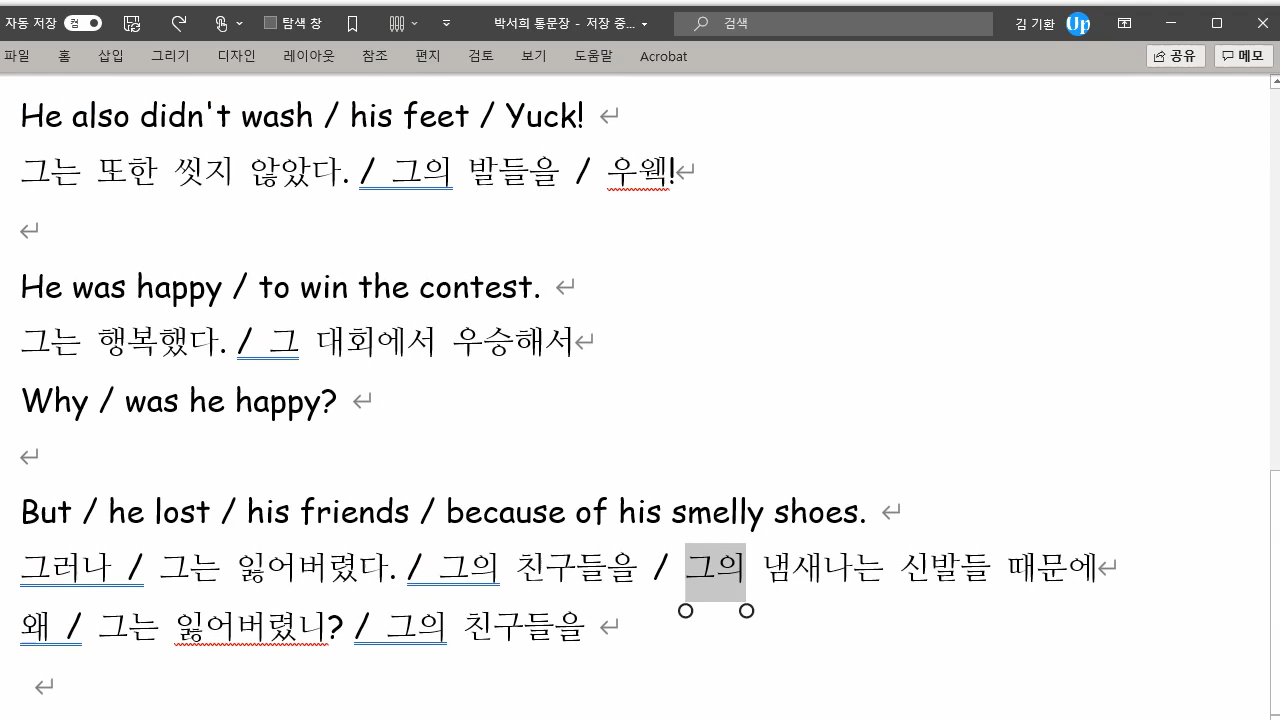 자동 저장 컴 탐색 창 박서희 통문장 - 저장 중... 검색 김 기환 Up
파일 홈 삽입 그리기 디자인 레이아웃 참조 편지 검토 보기 도움말 Acrobat 공유 메모
He also didn't wash / his feet / Yuck!
그는 또한 씻지 않았다. / 그의 발들을 / 우웩!
He was happy / to win the contest.
그는 행복했다. / 그 대회에서 우승해서
Why / was he happy?
But / he lost / his friends / because of his smelly shoes.
그러나 / 그는 잃어버렸다. / 그의 친구들을 / 그의 냄새나는 신발들 때문에
왜 / 그는 잃어버렸니? / 그의 친구들을